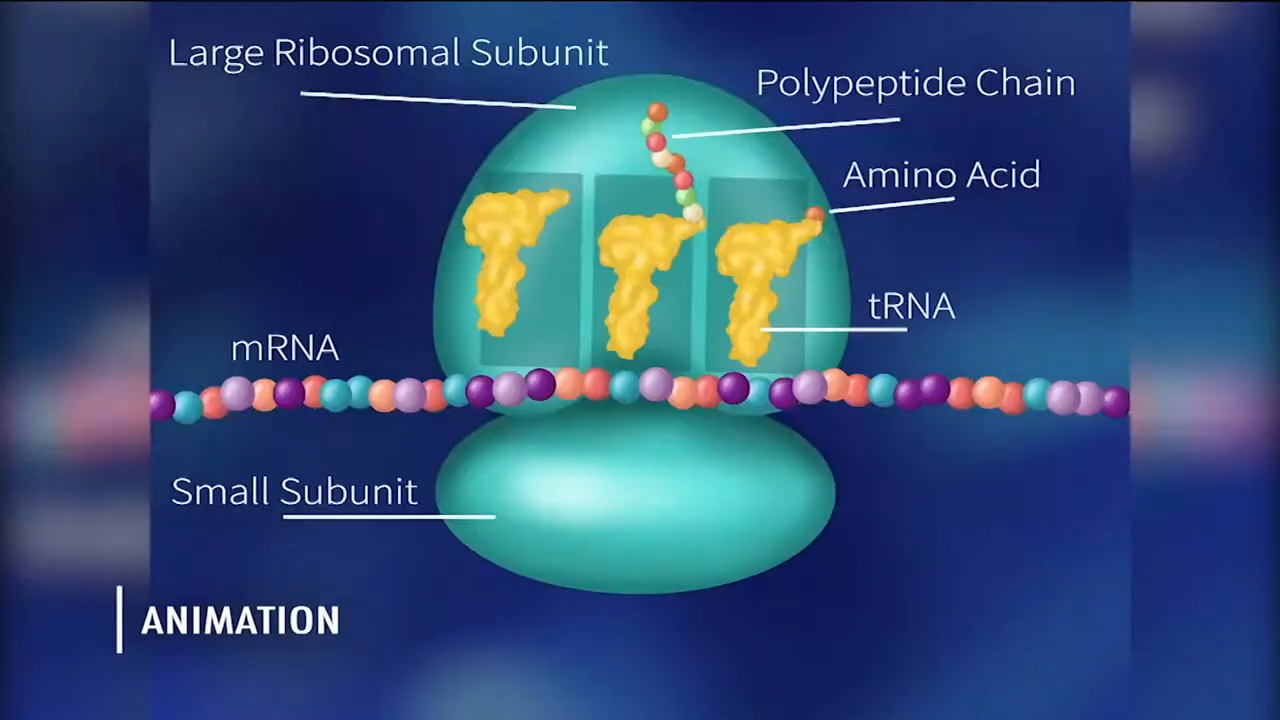 Large Ribosomal Subunit
Polypeptide Chain
Amino Acid
tRNA
mRNA
Small Subunit
ANIMATION